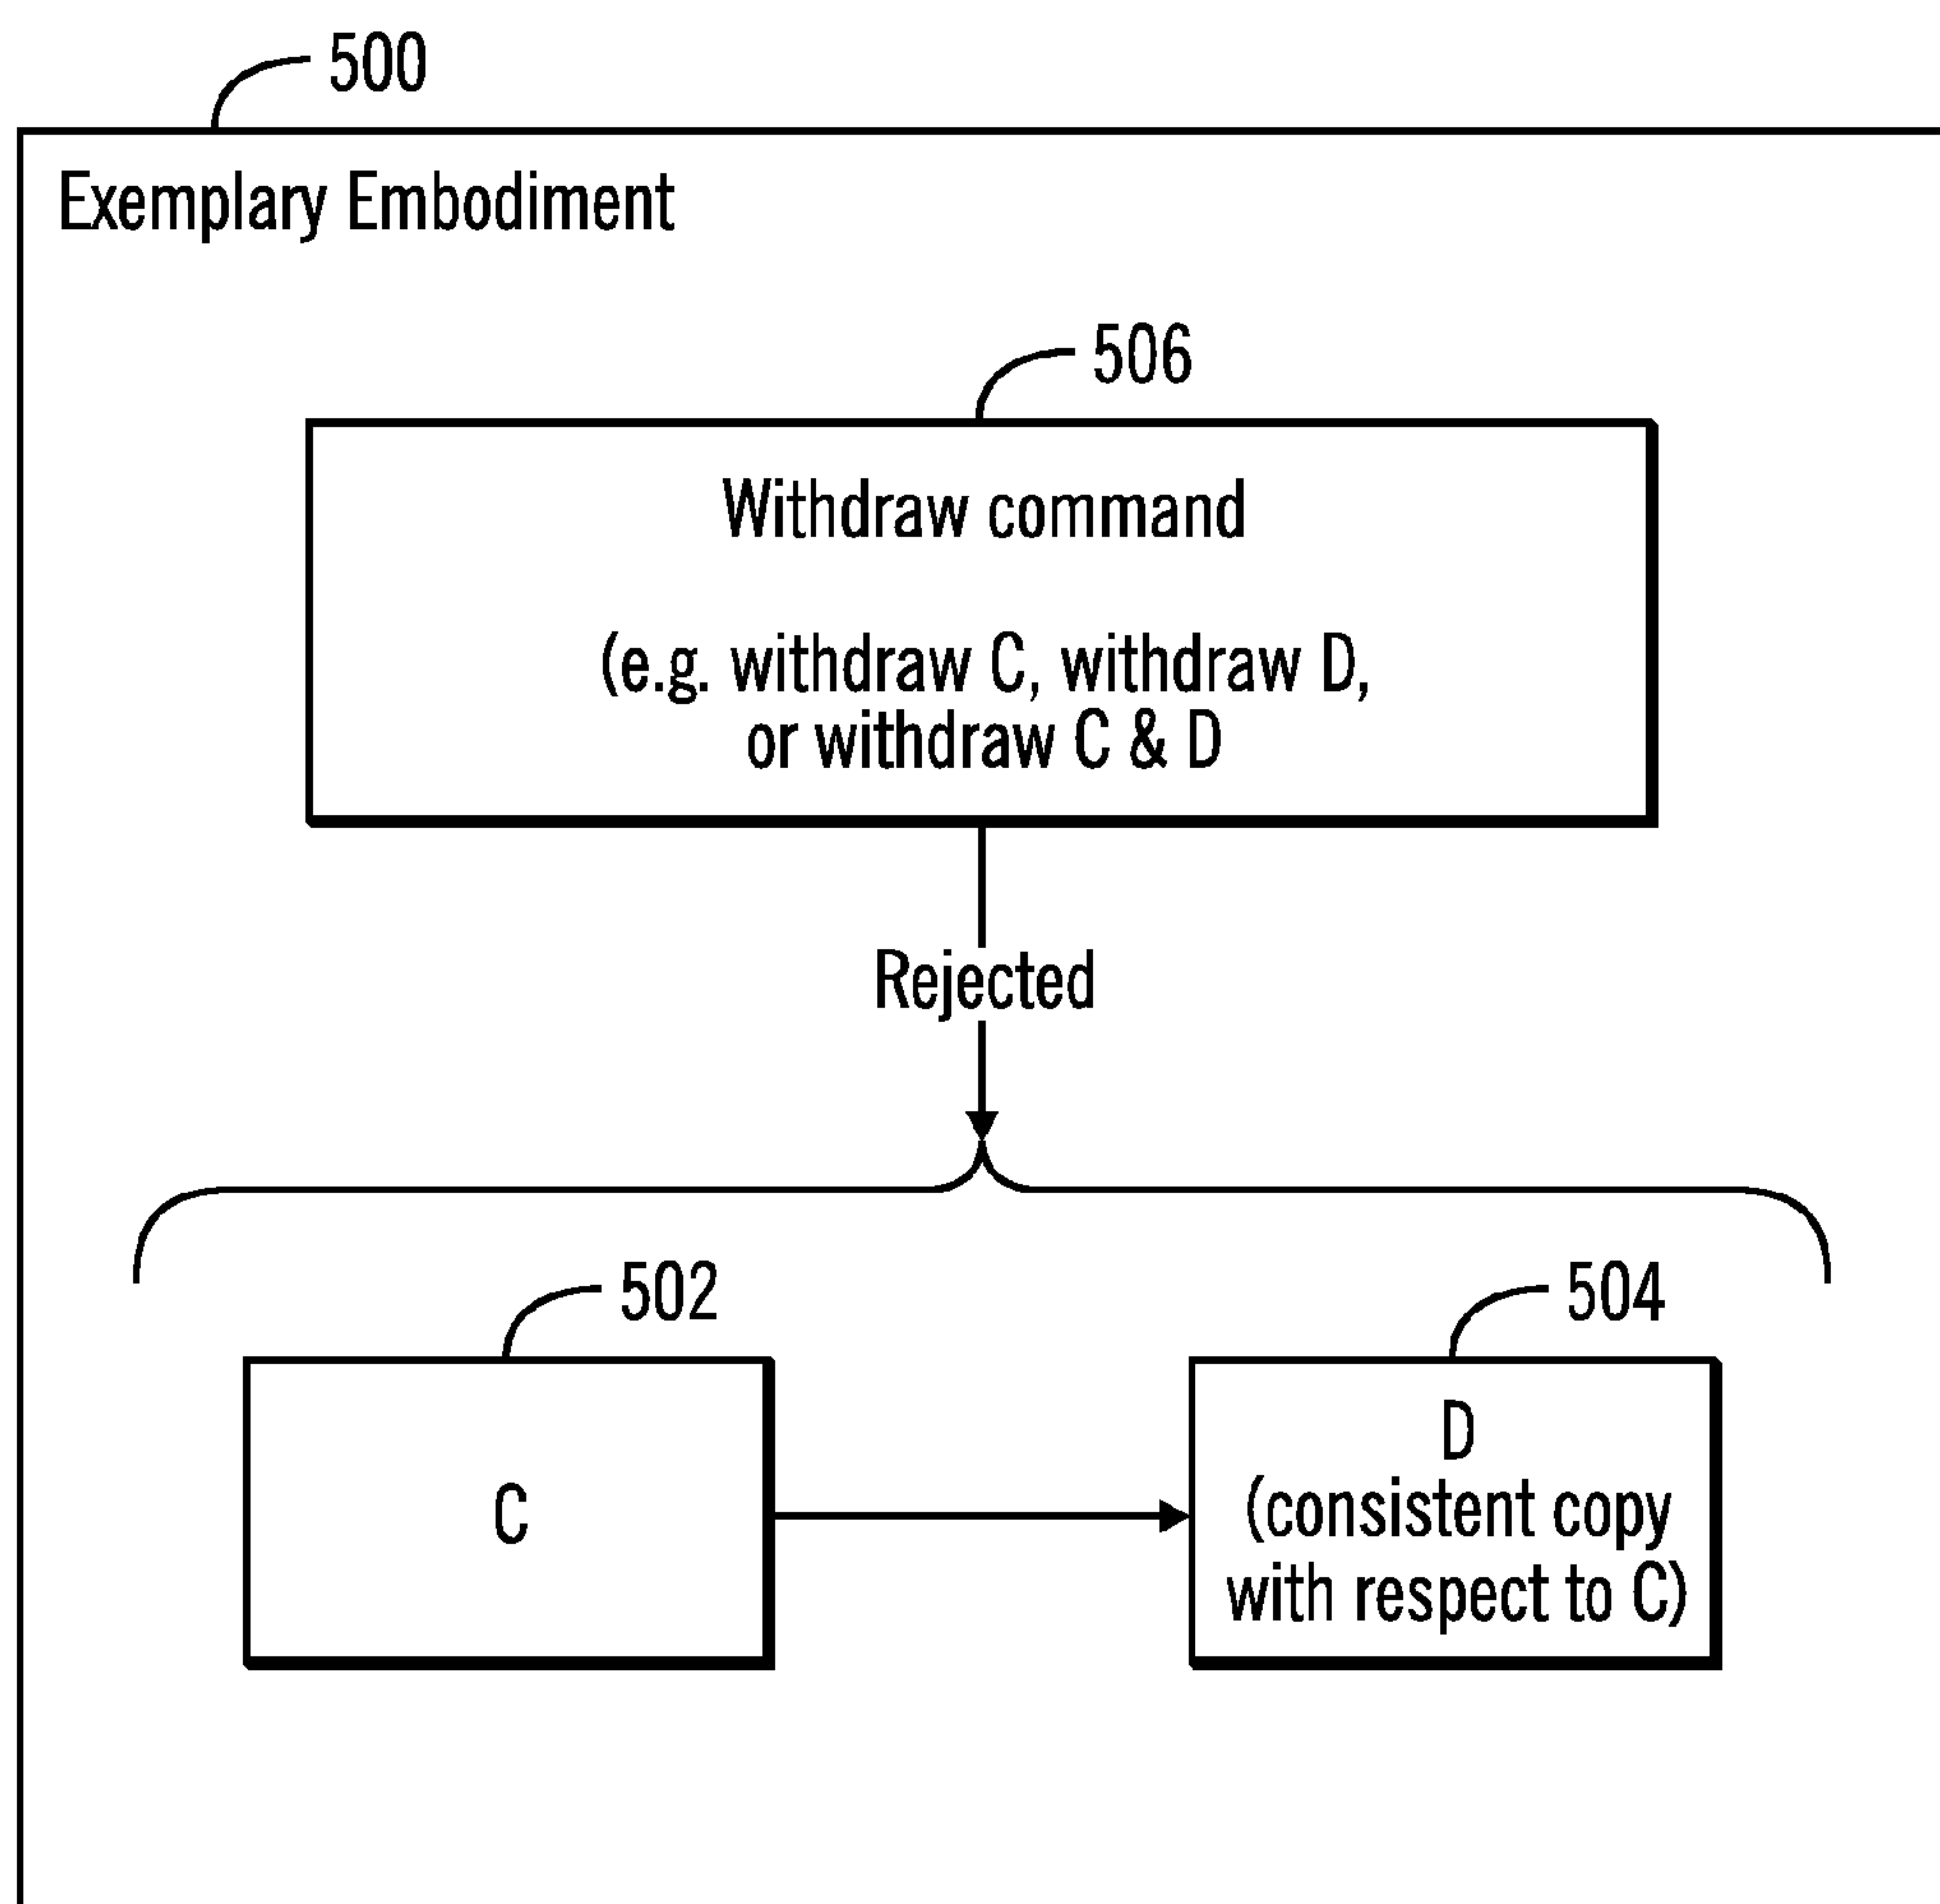 500
Exemplary Embodiment
506
Withdraw command
(e.g. withdraw C, withdraw D,
or withdraw C & D
Rejected
502
504
C
D
(consistent copy
with respect to C)